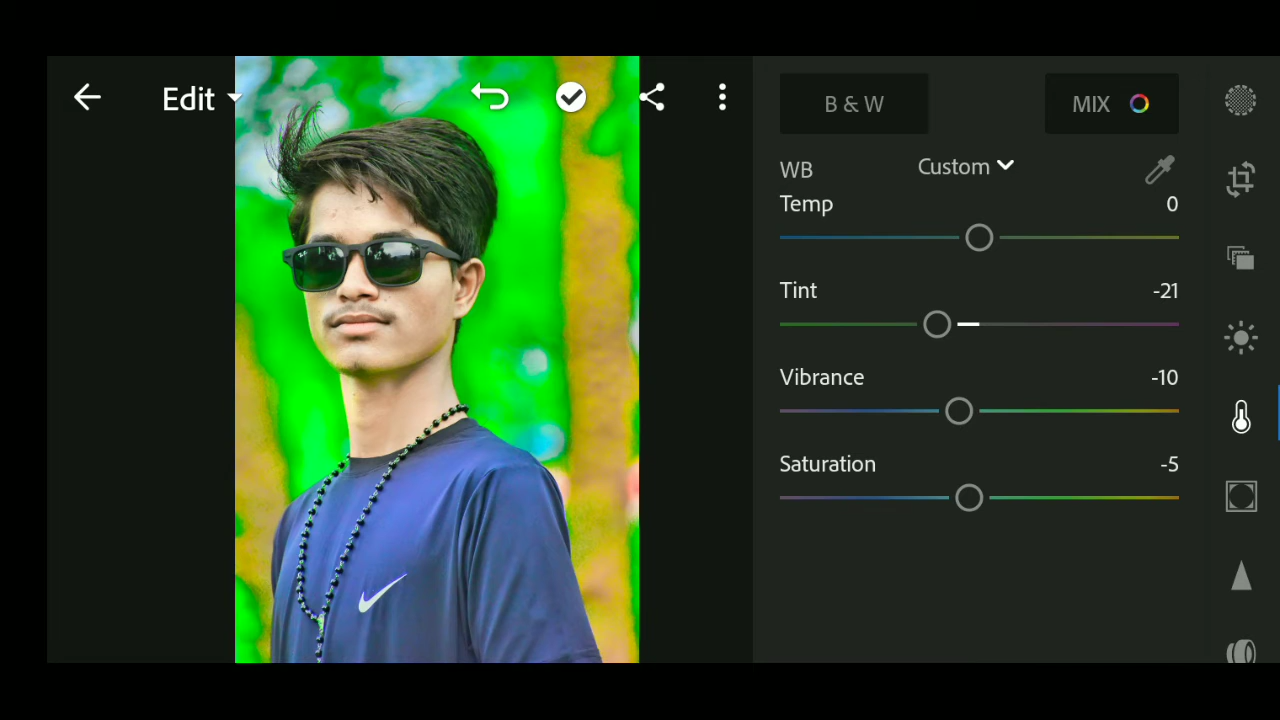 Edit
B & W
MIX
WB
Custom
Temp
0
Tint
-21
Vibrance
-10
Saturation
-5